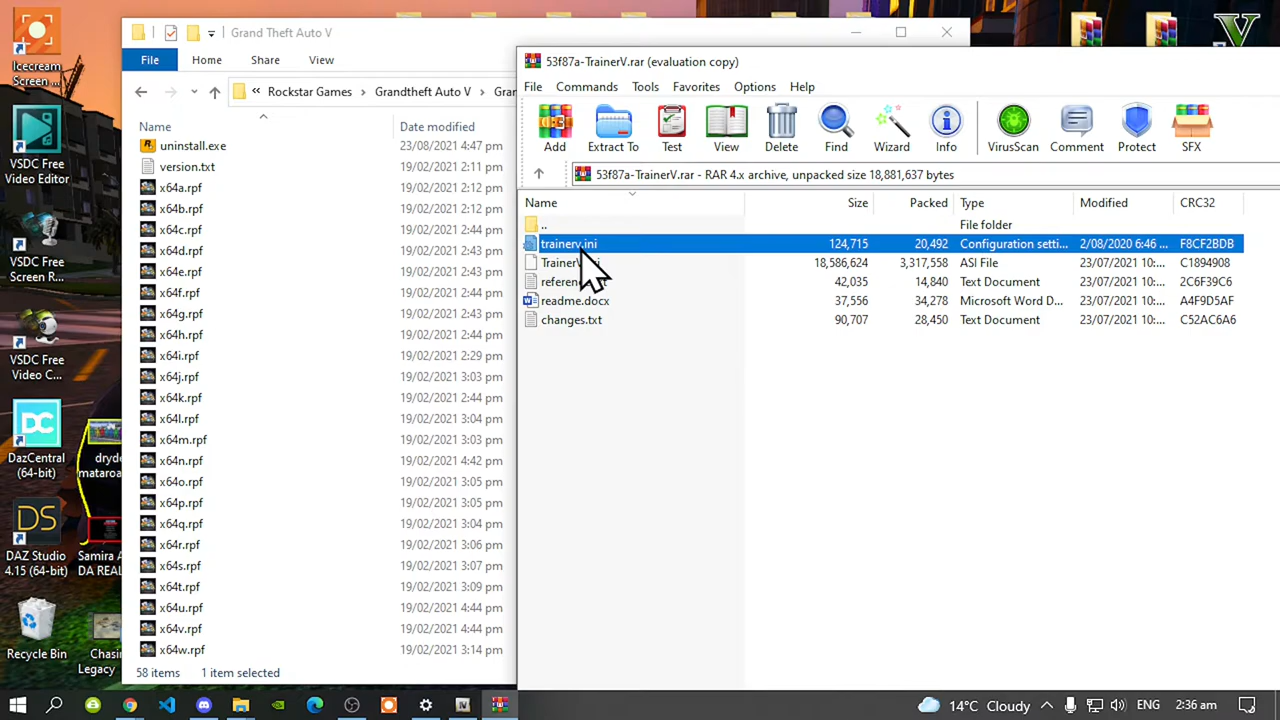 Icecream
Screen ...
VSDC Free
Video Editor
VSDC Free
Screen R...
VSDC Free
Video C...
DC
DazCentral
(64-bit)
DS
DAZ Studio
4.15 (64-bit)
Recycle Bin
dryde
mataroa
Samira A
DA REAL
Chasin
Legacy
Grand Theft Auto V
File Home Share View
« Rockstar Games > Grandtheft Auto V > Gran
Name Date modified
uninstall.exe 23/08/2021 4:47 pm
version.txt 19/02/2021 2:11 pm
x64a.rpf 19/02/2021 2:12 pm
x64b.rpf 19/02/2021 2:12 pm
x64c.rpf 19/02/2021 2:44 pm
x64d.rpf 19/02/2021 2:43 pm
x64e.rpf 19/02/2021 2:43 pm
x64f.rpf 19/02/2021 2:43 pm
x64g.rpf 19/02/2021 2:43 pm
x64h.rpf 19/02/2021 2:44 pm
x64i.rpf 19/02/2021 2:29 pm
x64j.rpf 19/02/2021 3:03 pm
x64k.rpf 19/02/2021 2:44 pm
x64l.rpf 19/02/2021 3:04 pm
x64m.rpf 19/02/2021 3:03 pm
x64n.rpf 19/02/2021 4:42 pm
x64o.rpf 19/02/2021 3:05 pm
x64p.rpf 19/02/2021 3:05 pm
x64q.rpf 19/02/2021 3:04 pm
x64r.rpf 19/02/2021 3:06 pm
x64s.rpf 19/02/2021 3:07 pm
x64t.rpf 19/02/2021 3:09 pm
x64u.rpf 19/02/2021 4:44 pm
x64v.rpf 19/02/2021 4:44 pm
x64w.rpf 19/02/2021 3:14 pm
58 items 1 item selected
53f87a-TrainerV.rar (evaluation copy)
File Commands Tools Favorites Options Help
Add Extract To Test View Delete Find Wizard Info VirusScan Comment Protect SFX
53f87a-TrainerV.rar - RAR 4.x archive, unpacked size 18,881,637 bytes
Name Size Packed Type Modified CRC32
.. File folder
trainerv.ini 124,715 20,492 Configuration setti... 2/08/2020 6:46 ... F8CF2BDB
TrainerV 18,586,624 3,317,558 ASI File 23/07/2021 10:... C1894908
42,035 14,840 Text Document 23/07/2021 10:... 2C6F39C6
readme.docx 37,556 34,278 Microsoft Word D... 23/07/2021 10:... A4F9D5AF
changes.txt 90,707 28,450 Text Document 23/07/2021 10:... C52AC6A6
14°C Cloudy ENG 2:36 am